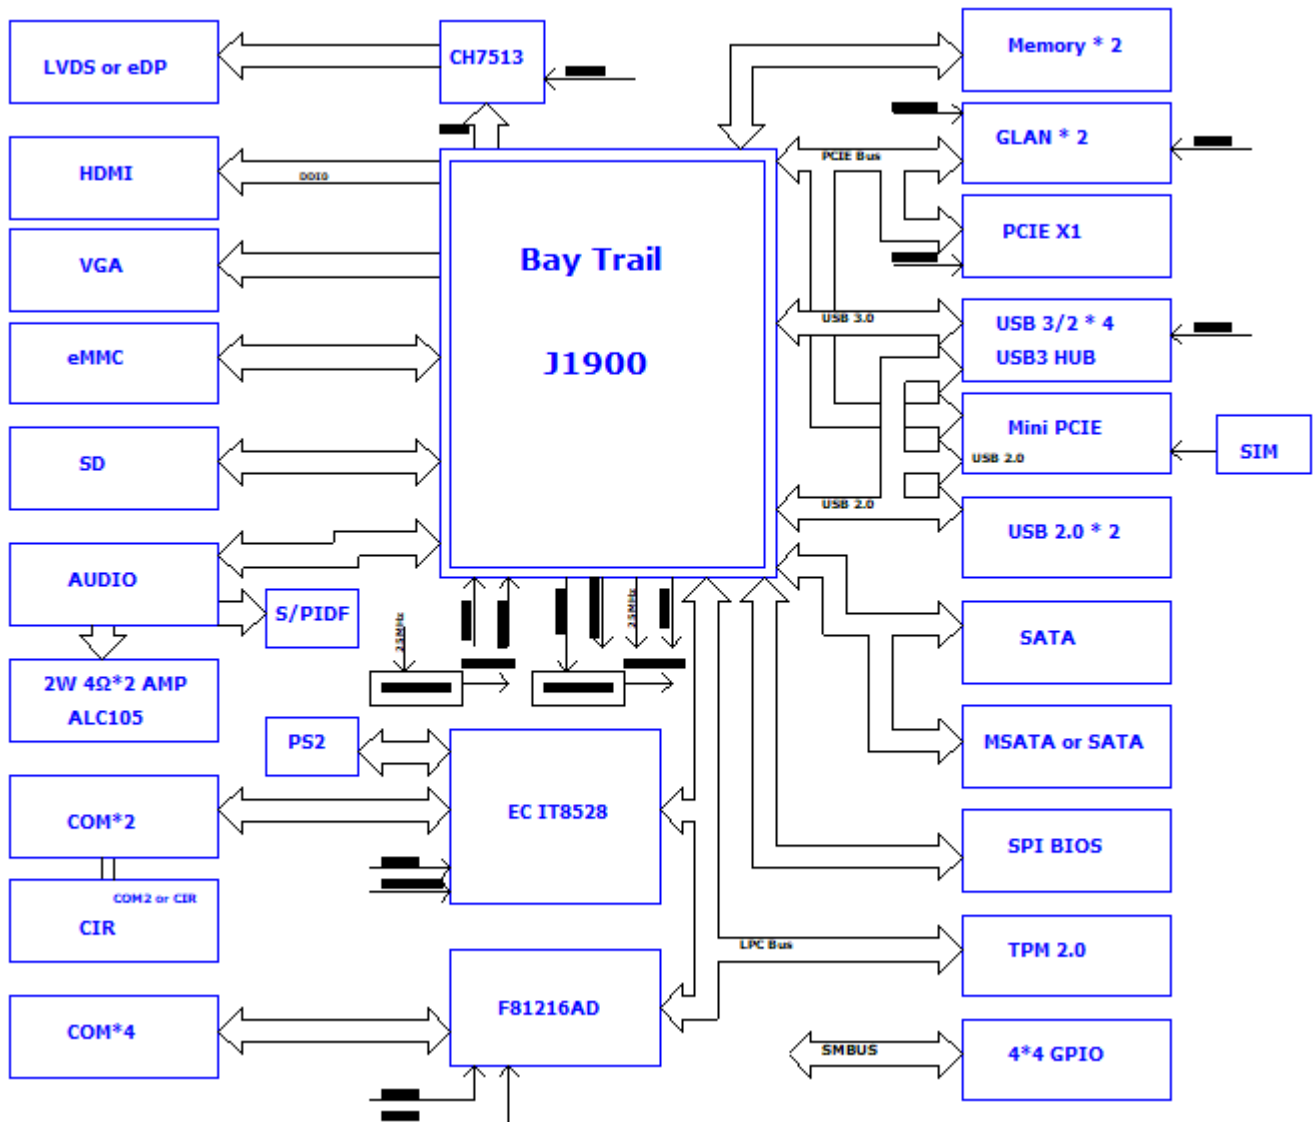 LVDS or eDP
CH7513
Memory * 2
HDMI
DDI0
PCIE Bus
GLAN * 2
VGA
Bay Trail
J1900
PCIE X1
eMMC
USB 3.0
USB 3/2 * 4
USB3 HUB
SD
Mini PCIE
USB 2.0
SIM
USB 2.0
USB 2.0 * 2
AUDIO
S/PIDF
25MHz
25MHz
SATA
2W 4Ω*2 AMP
ALC105
PS2
MSATA or SATA
COM*2
EC IT8528
SPI BIOS
COM2 or CIR
CIR
LPC Bus
TPM 2.0
F81216AD
COM*4
SMBUS
4*4 GPIO